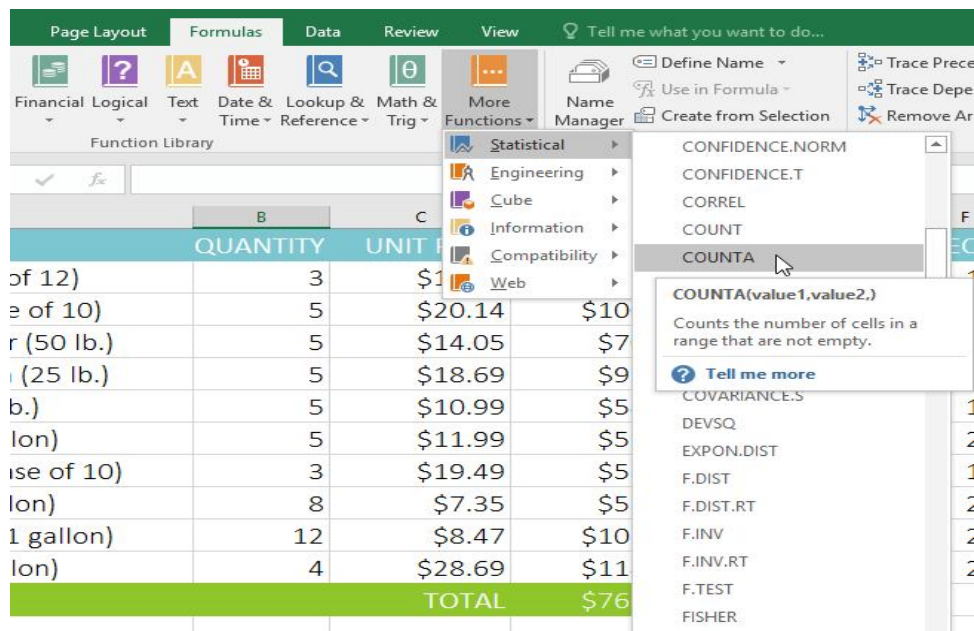 Page Layout Formulas Data Review View Tell me what you want to do...
Financial Logical Text Date & Time Lookup & Reference Math & Trig More Functions Name Manager
Define Name
Use in Formula
Create from Selection
Trace Prece
Trace Depe
Remove Ar
Function Library
Statistical
Engineering
Cube
Information
Compatibility
Web
CONFIDENCE.NORM
CONFIDENCE.T
CORREL
COUNT
COUNTA
COUNTA(value1,value2,)
Counts the number of cells in a
range that are not empty.
Tell me more
COVARIANCE.S
DEVSQ
EXPON.DIST
F.DIST
F.DIST.RT
F.INV
F.INV.RT
F.TEST
FISHER
fx
B C F
QUANTITY UNIT
of 12) 3 $1
e of 10) 5 $20.14 $10
r (50 lb.) 5 $14.05 $7
(25 lb.) 5 $18.69 $9
b.) 5 $10.99 $5
lon) 5 $11.99 $5
ase of 10) 3 $19.49 $5
lon) 8 $7.35 $5
1 gallon) 12 $8.47 $10
lon) 4 $28.69 $11
TOTAL $76